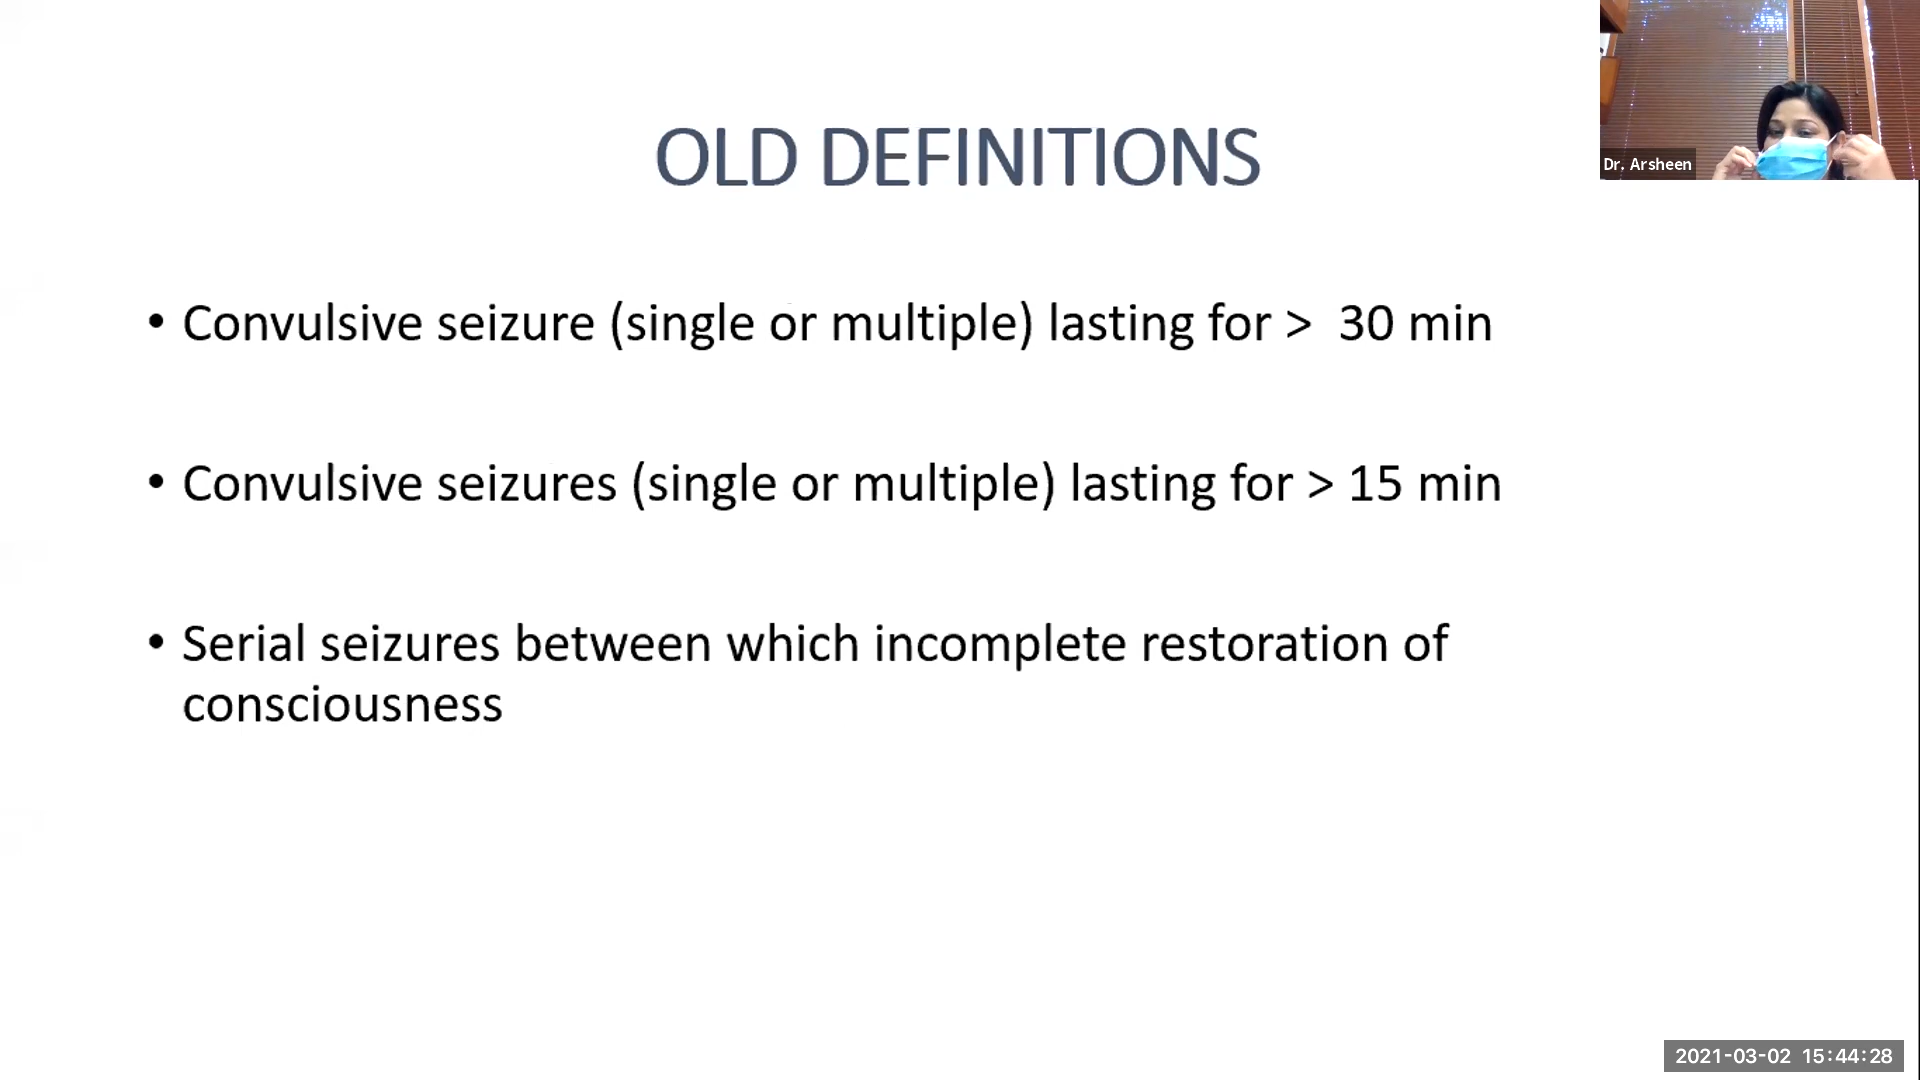 OLD DEFINITIONS
• Convulsive seizure (single or multiple) lasting for >  30 min
• Convulsive seizures (single or multiple) lasting for > 15 min
• Serial seizures between which incomplete restoration of
consciousness
Dr. Arsheen
2021-03-02 15:44:28